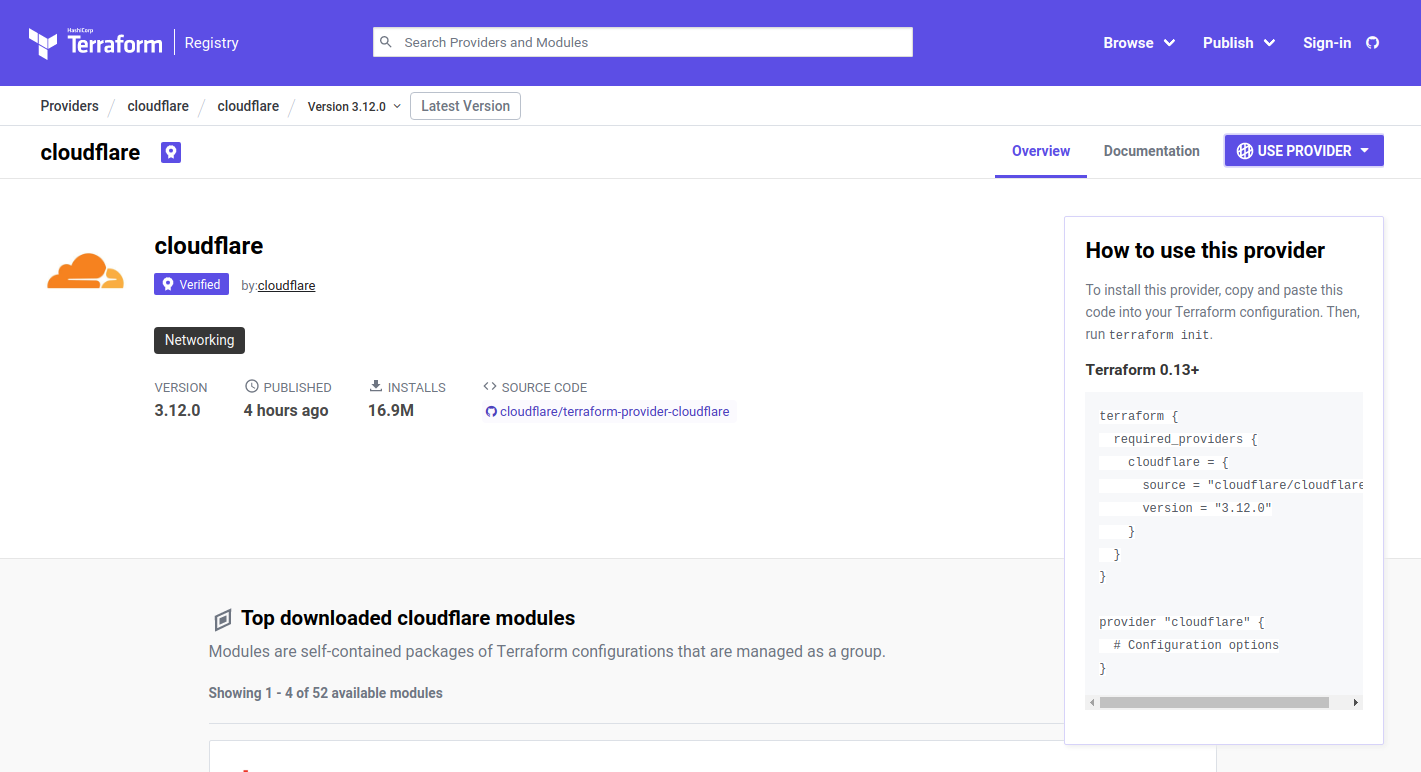 HashiCorp
Terraform
Registry
Search Providers and Modules
Browse
Publish
Sign-in
Providers / cloudflare / cloudflare / Version 3.12.0
Latest Version
cloudflare
Overview
Documentation
USE PROVIDER
cloudflare
Verified
by:cloudflare
Networking
VERSION
3.12.0
PUBLISHED
4 hours ago
INSTALLS
16.9M
SOURCE CODE
cloudflare/terraform-provider-cloudflare
How to use this provider
To install this provider, copy and paste this
code into your Terraform configuration. Then,
run terraform init.
Terraform 0.13+
terraform {
  required_providers {
    cloudflare = {
      source = "cloudflare/cloudflare
      version = "3.12.0"
    }
  }
}
provider "cloudflare" {
  # Configuration options
}
Top downloaded cloudflare modules
Modules are self-contained packages of Terraform configurations that are managed as a group.
Showing 1 - 4 of 52 available modules